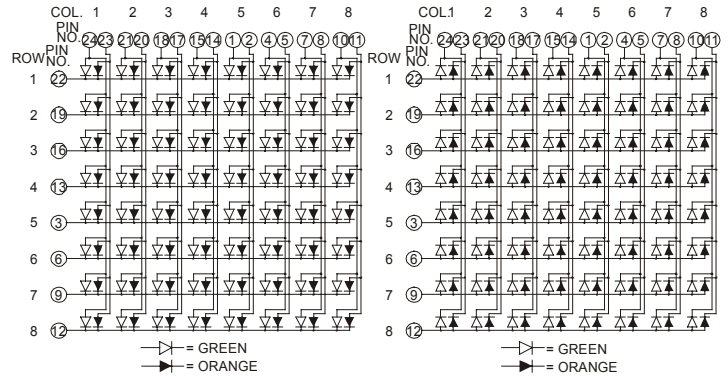 COL. 1 2 3 4 5 6 7 8
PIN NO. 24 23 21 20 18 17 15 14 1 2 4 5 7 8 10 11
ROW PIN NO.
1 22
2 19
3 16
4 13
5 3
6 6
7 9
8 12
= GREEN
= ORANGE
COL. 1 2 3 4 5 6 7 8
PIN NO. 24 23 21 20 18 17 15 14 1 2 4 5 7 8 10 11
ROW PIN NO.
1 22
2 19
3 16
4 13
5 3
6 6
7 9
8 12
= GREEN
= ORANGE